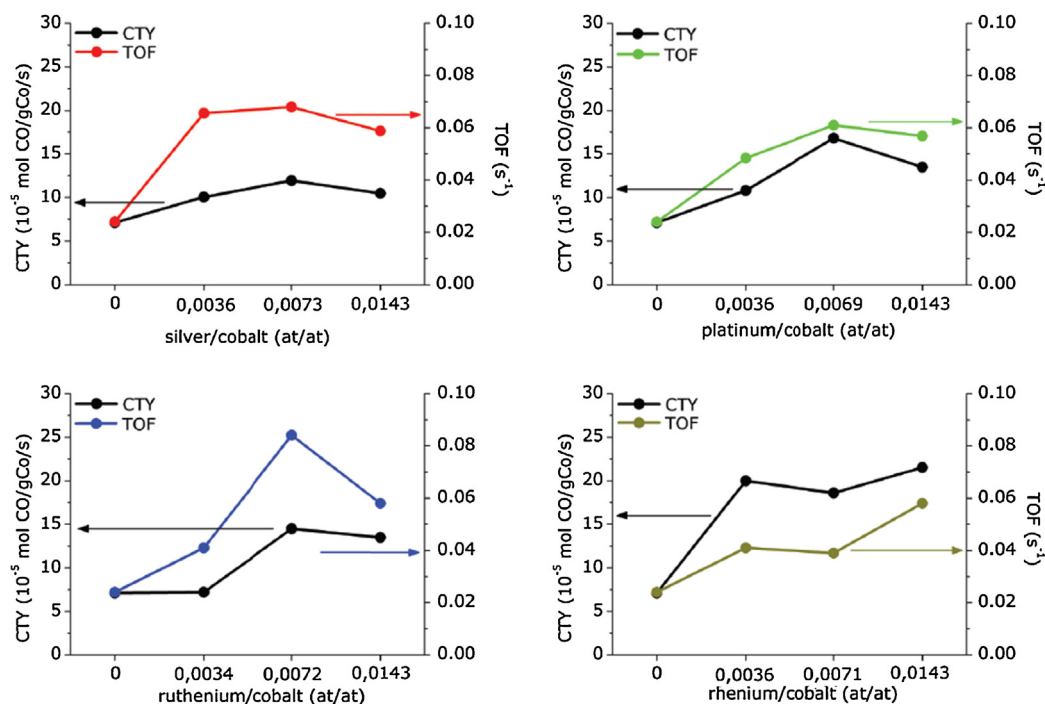 CTY (10⁻⁵ mol CO/gCo/s)
30
25
20
15
10
5
0
CTY
TOF
0.10
0.08
0.06
0.04
0.02
0.00
TOF (s⁻¹)
0 0,0036 0,0073 0,0143
silver/cobalt (at/at)
CTY (10⁻⁵ mol CO/gCo/s)
30
25
20
15
10
5
0
CTY
TOF
0.10
0.08
0.06
0.04
0.02
0.00
0 0,0036 0,0069 0,0143
platinum/cobalt (at/at)
CTY (10⁻⁵ mol CO/gCo/s)
30
25
20
15
10
5
0
CTY
TOF
0.10
0.08
0.06
0.04
0.02
0.00
0 0,0034 0,0072 0,0143
ruthenium/cobalt (at/at)
CTY (10⁻⁵ mol CO/gCo/s)
30
25
20
15
10
5
0
CTY
TOF
0.10
0.08
0.06
0.04
0.02
0.00
TOF (s⁻¹)
0 0,0036 0,0071 0,0143
rhenium/cobalt (at/at)